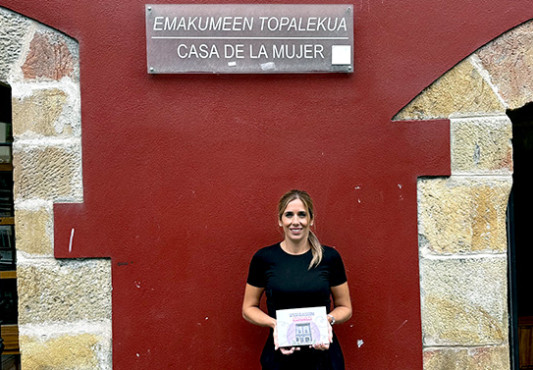 EMAKUMEEN TOPALEKUA
CASA DE LA MUJER